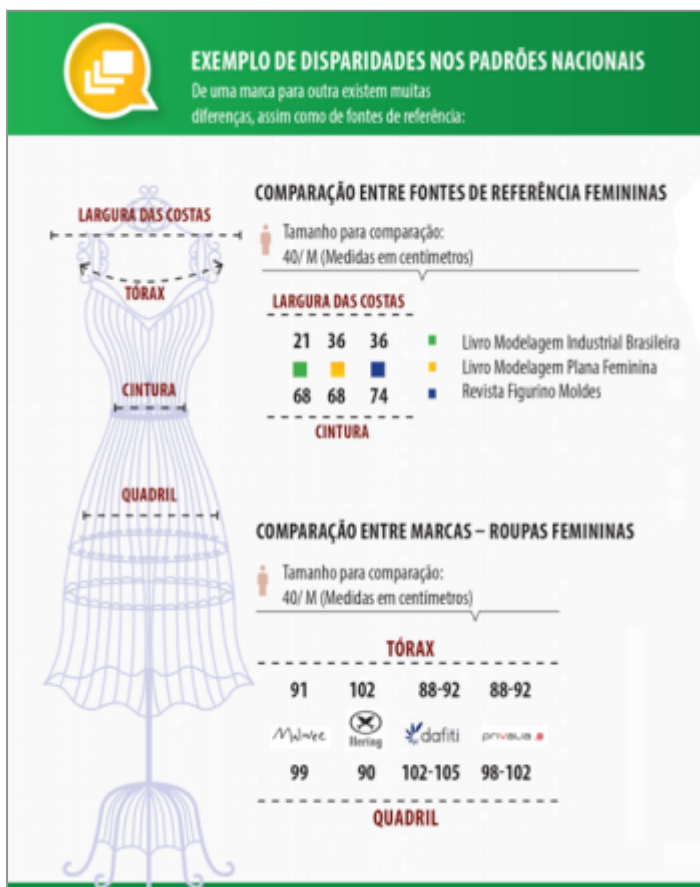 EXEMPLO DE DISPARIDADES NOS PADRÕES NACIONAIS
De uma marca para outra existem muitas
diferenças, assim como de fontes de referência:
COMPARAÇÃO ENTRE FONTES DE REFERÊNCIA FEMININAS
LARGURA DAS COSTAS
Tamanho para comparação:
40/ M (Medidas em centímetros)
TÓRAX
LARGURA DAS COSTAS
21 36 36
Livro Modelagem Industrial Brasileira
Livro Modelagem Plana Feminina
Revista Figurino Moldes
CINTURA
68 68 74
CINTURA
QUADRIL
COMPARAÇÃO ENTRE MARCAS – ROUPAS FEMININAS
Tamanho para comparação:
40/ M (Medidas em centímetros)
TÓRAX
91 102 88-92 88-92
Malwee Hering dafiti privalia
99 90 102-105 98-102
QUADRIL